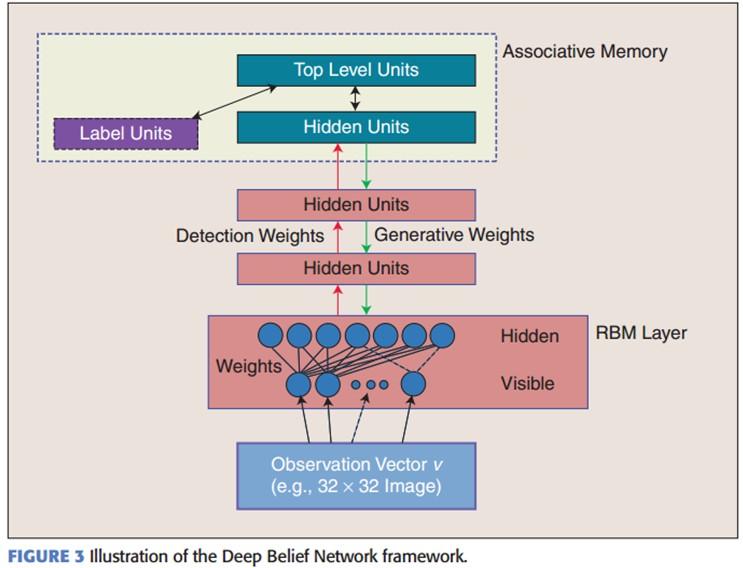 Associative Memory
Top Level Units
Label Units
Hidden Units
Hidden Units
Detection Weights
Generative Weights
Hidden Units
Hidden
RBM Layer
Weights
Visible
Observation Vector v
(e.g., 32 × 32 Image)
FIGURE 3 Illustration of the Deep Belief Network framework.